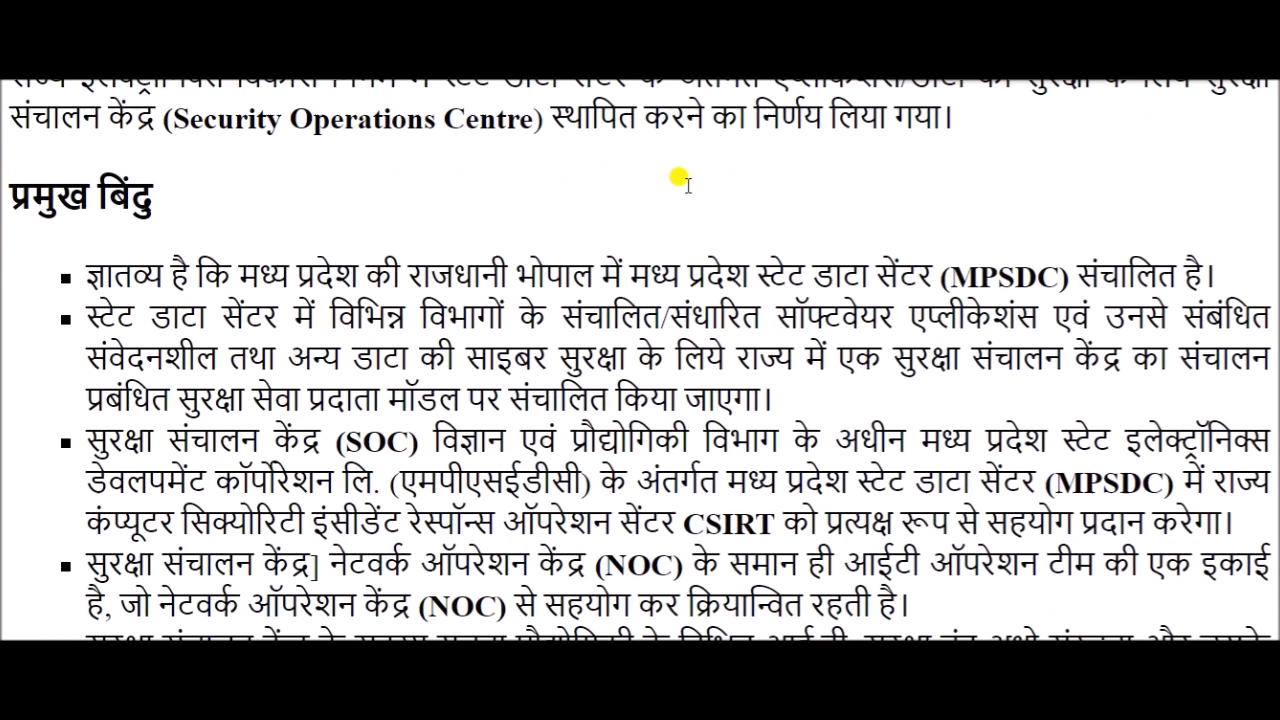 संचालन केंद्र (Security Operations Centre) स्थापित करने का निर्णय लिया गया।
प्रमुख बिंदु
▪ ज्ञातव्य है कि मध्य प्रदेश की राजधानी भोपाल में मध्य प्रदेश स्टेट डाटा सेंटर (MPSDC) संचालित है।
▪ स्टेट डाटा सेंटर में विभिन्न विभागों के संचालित/संधारित सॉफ्टवेयर एप्लीकेशंस एवं उनसे संबंधित
संवेदनशील तथा अन्य डाटा की साइबर सुरक्षा के लिये राज्य में एक सुरक्षा संचालन केंद्र का संचालन
प्रबंधित सुरक्षा सेवा प्रदाता मॉडल पर संचालित किया जाएगा।
▪ सुरक्षा संचालन केंद्र (SOC) विज्ञान एवं प्रौद्योगिकी विभाग के अधीन मध्य प्रदेश स्टेट इलेक्ट्रॉनिक्स
डेवलपमेंट कॉर्पोरेशन लि. (एमपीएसईडीसी) के अंतर्गत मध्य प्रदेश स्टेट डाटा सेंटर (MPSDC) में राज्य
कंप्यूटर सिक्योरिटी इंसीडेंट रेस्पॉन्स ऑपरेशन सेंटर CSIRT को प्रत्यक्ष रूप से सहयोग प्रदान करेगा।
▪ सुरक्षा संचालन केंद्र] नेटवर्क ऑपरेशन केंद्र (NOC) के समान ही आईटी ऑपरेशन टीम की एक इकाई
है, जो नेटवर्क ऑपरेशन केंद्र (NOC) से सहयोग कर क्रियान्वित रहती है।